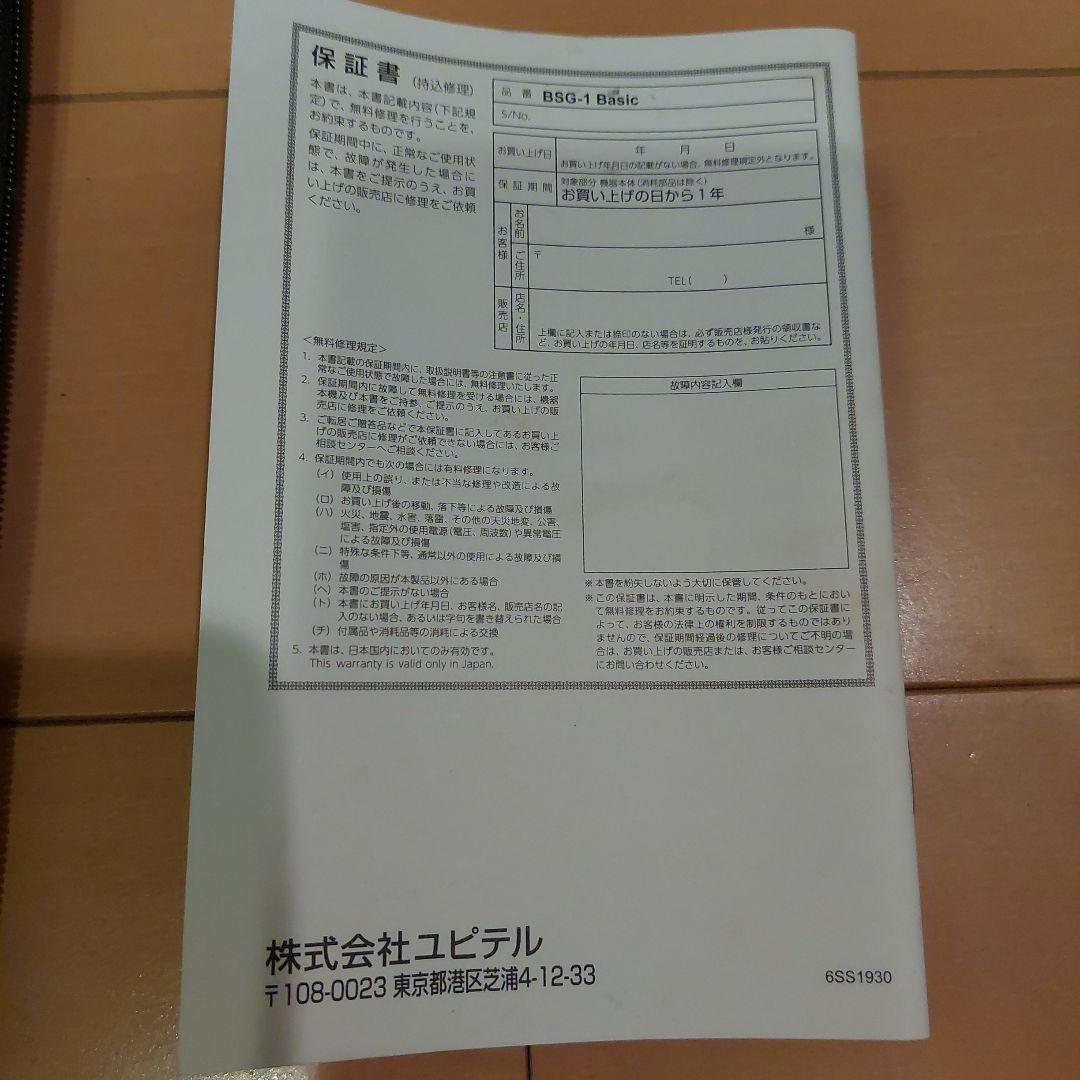 保証書 (持込修理)
本書は、本書記載内容(下記規
定)で、無料修理を行うことを、
お約束するものです。
保証期間中に、正常なご使用状
態で、故障が発生した場合に
は、本書をご提示のうえ、お買
い上げの販売店に修理をご依頼
ください。
品番 BSG-1 Basic
S/No.
お買い上げ日 年 月 日
お買い上げ年月日の記載がない場合、無料修理規定外となります。
保証期間 対象部分 機器本体(消耗部品は除く)
お買い上げの日から1年
お客様 お名前 様
ご住所 〒
TEL( )
販売店 店名・住所
上欄に記入または捺印のない場合は、必ず販売店様発行の領収書な
ど、お買い上げの年月日、店名等を証明するものを、お貼りください。
<無料修理規定>
1. 本書記載の保証期間内に、取扱説明書等の注意書に従った正
常なご使用状態で故障した場合には、無料修理いたします。
2. 保証期間内に故障して無料修理を受ける場合には、機器
本機及び本書をご持参、ご提示のうえ、お買い上げの販
売店に修理をご依頼ください。
3. ご転居ご贈答品などで本保証書に記入してあるお買い上
げの販売店に修理がご依頼できない場合には、お客様ご
相談センターへご相談ください。
4. 保証期間内でも次の場合には有料修理になります。
(イ) 使用上の誤り、または不当な修理や改造による故
障及び損傷
(ロ) お買い上げ後の移動、落下等による故障及び損傷
(ハ) 火災、地震、水害、落雷、その他の天災地変、公害、
塩害、指定外の使用電源(電圧、周波数)や異常電圧
による故障及び損傷
(ニ) 特殊な条件下等、通常以外の使用による故障及び損
傷
(ホ) 故障の原因が本製品以外にある場合
(ヘ) 本書のご提示がない場合
(ト) 本書にお買い上げ年月日、お客様名、販売店名の記
入のない場合、あるいは字句を書き替えられた場合
(チ) 付属品や消耗品等の消耗による交換
5. 本書は、日本国内においてのみ有効です。
This warranty is valid only in Japan.
故障内容記入欄
※本書を紛失しないよう大切に保管してください。
※この保証書は、本書に明示した期間、条件のもとにおい
て無料修理をお約束するものです。従ってこの保証書に
よって、お客様の法律上の権利を制限するものではあり
ませんので、保証期間経過後の修理についてご不明の場合
は、お買い上げの販売店または、お客様ご相談センター
にお問い合わせください。
株式会社ユピテル
〒108-0023 東京都港区芝浦4-12-33
6SS1930